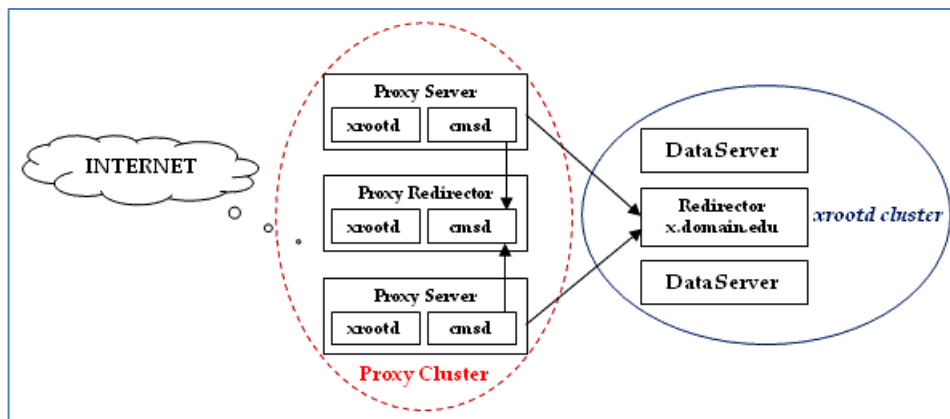 INTERNET
Proxy Server
xrootd cmsd
Proxy Redirector
xrootd cmsd
Proxy Server
xrootd cmsd
Proxy Cluster
DataServer
Redirector
x.domain.edu
DataServer
xrootd cluster